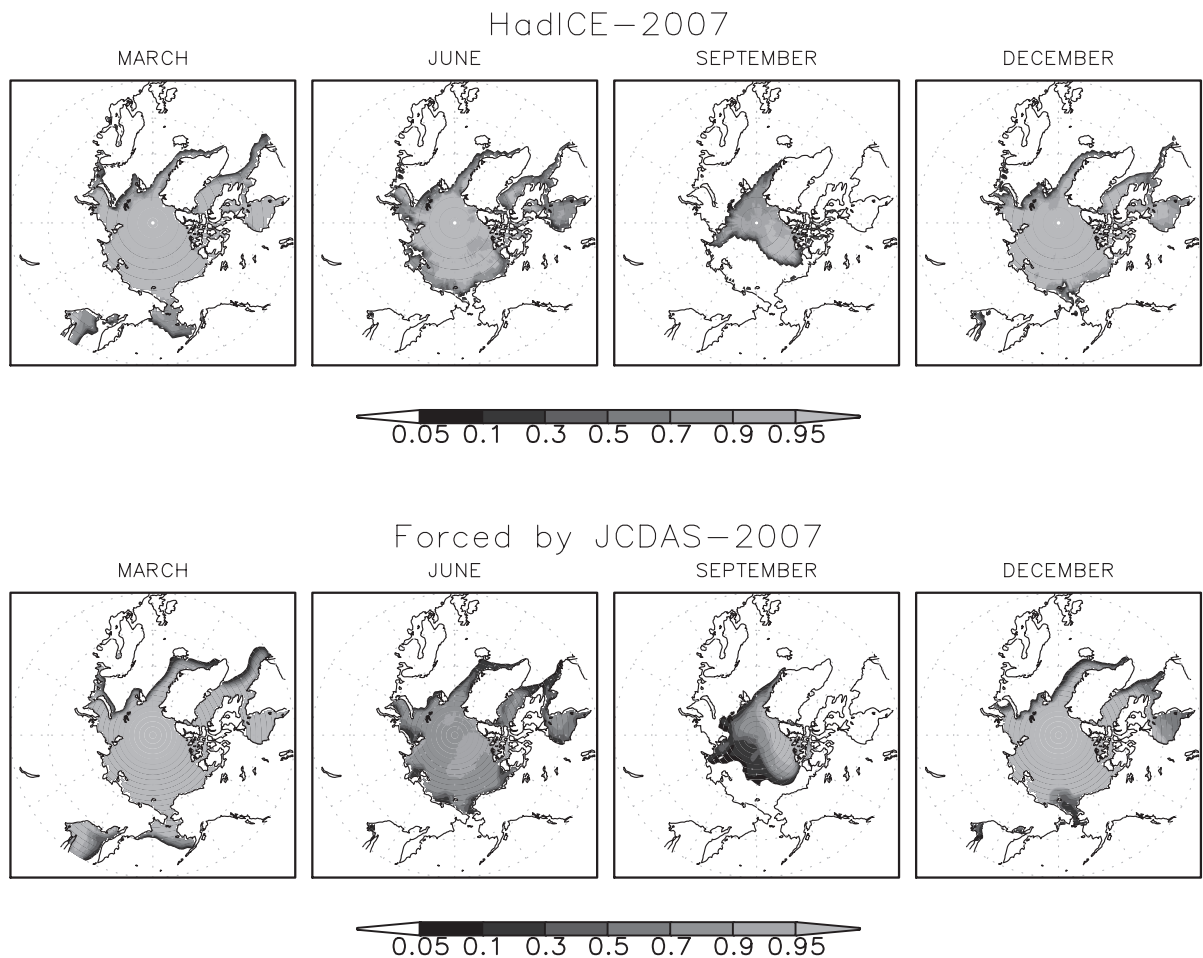 HadICE-2007
MARCH JUNE SEPTEMBER DECEMBER
0.05 0.1 0.3 0.5 0.7 0.9 0.95
Forced by JCDAS-2007
MARCH JUNE SEPTEMBER DECEMBER
0.05 0.1 0.3 0.5 0.7 0.9 0.95